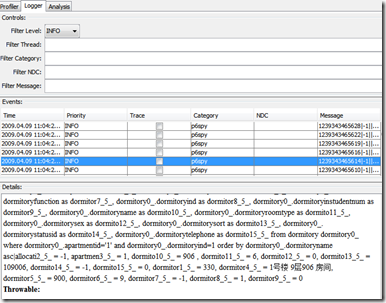 Profiler Logger Analysis
Controls:
Filter Level: INFO
Filter Thread:
Filter Category:
Filter NDC:
Filter Message:
Events:
Time Priority Trace Category NDC Message
2009.04.09 11:04:2... INFO p6spy 1239343465628|-1||...
2009.04.09 11:04:2... INFO p6spy 1239343465616|-1||...
2009.04.09 11:04:2... INFO p6spy 1239343465619|-1||...
2009.04.09 11:04:2... INFO p6spy 1239343465616|-1||...
2009.04.09 11:04:2... INFO p6spy 1239343465614|-1||...
2009.04.09 11:04:2... INFO p6spy
Details:
dormitoryfunction as dormitor7_5_, dormitory0_.dormitoryind as dormitor8_5_, dormitory0_.dormitoryinstudentnum as
dormitor9_5_, dormitory0_.dormitoryname as dormito10_5_, dormitory0_.dormitoryroomtype as dormito11_5_,
dormitory0_.dormitorysex as dormito12_5_, dormitory0_.dormitorysort as dormito13_5_, dormitory0_.
dormitorystatusid as dormito14_5_, dormitory0_.dormitorytelephone as dormito15_5_ from dormitory dormitory0_
where dormitory0_.apartmentid='1' and dormitory0_.dormitoryind=1 order by dormitory0_.dormitoryname
asc|allocati2_5_ = -1, apartmen3_5_ = 1, dormito10_5_ = 906 , dormito11_5_ = 6, dormito12_5_ = 0, dormito13_5_ =
109006, dormito14_5_ = -1, dormito15_5_ = 0, dormitor1_ = 330, dormitor4_5_ = 1号楼 9层906 房间,
dormitor5_5_ = 900, dormitor6_5_ = 9, dormitor7_5_ = -1, dormitor8_5_ = 1, dormitor9_5_ = 0
Throwable: